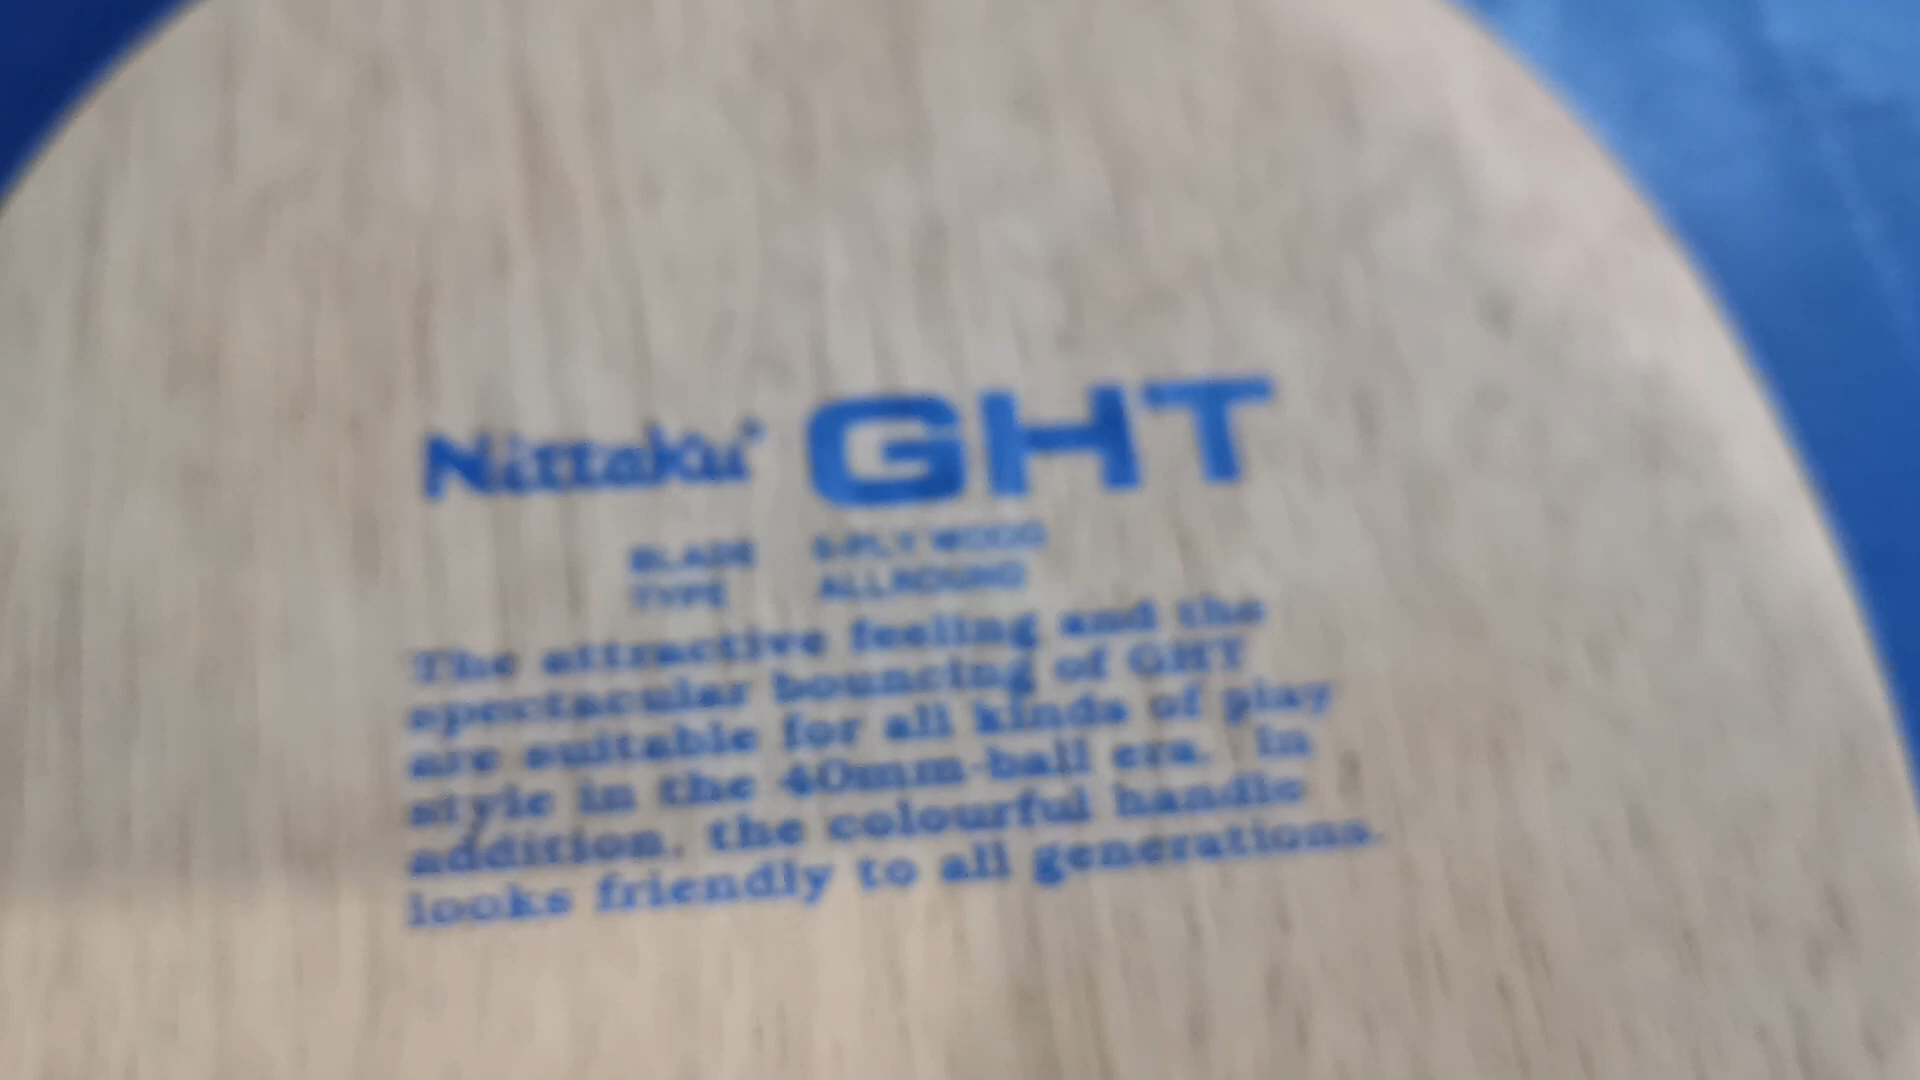 Nittaku GHT
BLADE 5-PLY WOOD
TYPE ALLROUND
The attractive feeling and the
spectacular bouncing of GHT
are suitable for all kinds of play
style in the 40mm-ball era. In
addition, the colourful handle
looks friendly to all generations.